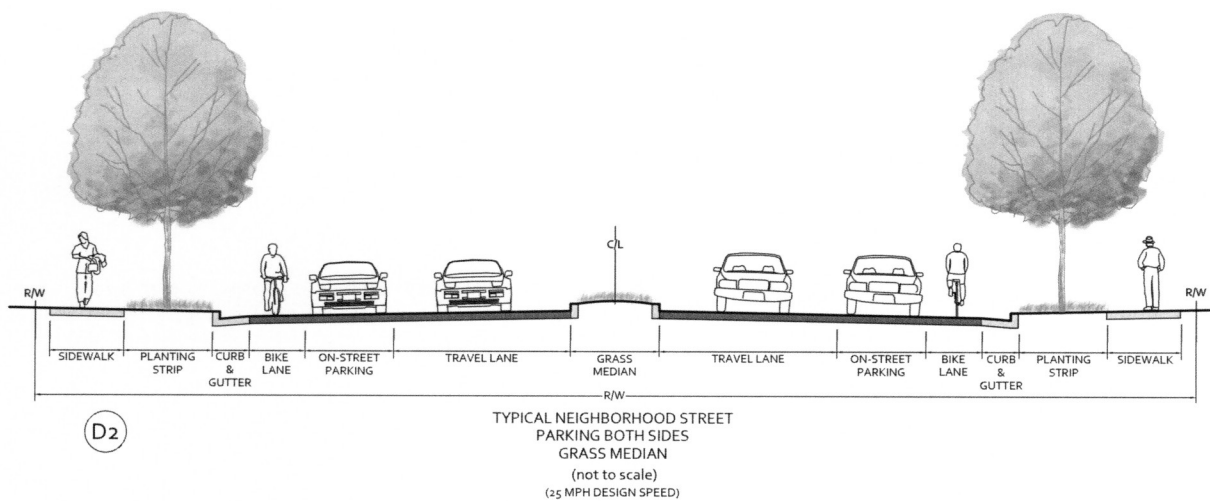 C/L
R/W
R/W
SIDEWALK
PLANTING
STRIP
CURB
&
GUTTER
BIKE
LANE
ON-STREET
PARKING
TRAVEL LANE
GRASS
MEDIAN
TRAVEL LANE
ON-STREET
PARKING
BIKE
LANE
CURB
&
GUTTER
PLANTING
STRIP
SIDEWALK
R/W
D2
TYPICAL NEIGHBORHOOD STREET
PARKING BOTH SIDES
GRASS MEDIAN
(not to scale)
(25 MPH DESIGN SPEED)